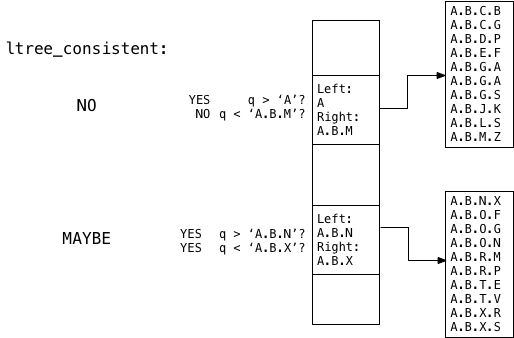 ltree_consistent:
NO
YES q > ‘A’?
NO q < ‘A.B.M’?
Left:
A
Right:
A.B.M
A.B.C.B
A.B.C.G
A.B.D.P
A.B.E.F
A.B.G.A
A.B.G.A
A.B.G.S
A.B.J.K
A.B.L.S
A.B.M.Z
MAYBE
YES q > ‘A.B.N’?
YES q < ‘A.B.X’?
Left:
A.B.N
Right:
A.B.X
A.B.N.X
A.B.O.F
A.B.O.G
A.B.O.N
A.B.R.M
A.B.R.P
A.B.T.E
A.B.T.V
A.B.X.R
A.B.X.S